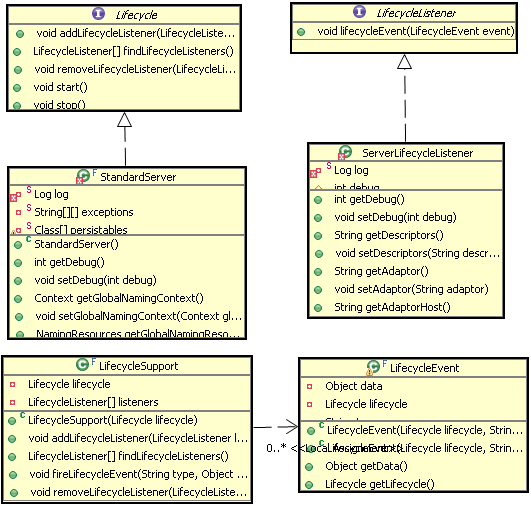 Lifecycle
void addLifecycleListener(LifecycleListe...
LifecycleListener[] findLifecycleListeners()
void removeLifecycleListener(LifecycleLi...
void start()
void stop()
LifecycleListener
void lifecycleEvent(LifecycleEvent event)
F
StandardServer
S Log log
S String[][] exceptions
S Class[] persistables
C StandardServer()
int getDebug()
void setDebug(int debug)
Context getGlobalNamingContext()
void setGlobalNamingContext(Context gl...
NamingResources getGlobalNamingReso...
ServerLifecycleListener
S Log log
int debug
int getDebug()
void setDebug(int debug)
String getDescriptors()
void setDescriptors(String descr...
String getAdaptor()
void setAdaptor(String adaptor)
String getAdaptorHost()
F
LifecycleSupport
Lifecycle lifecycle
LifecycleListener[] listeners
C LifecycleSupport(Lifecycle lifecycle)
void addLifecycleListener(LifecycleListener l...
LifecycleListener[] findLifecycleListeners()
void fireLifecycleEvent(String type, Object ...
void removeLifecycleListener(LifecycleListe...
0..* <<LocalAssignment>>
F
LifecycleEvent
Object data
Lifecycle lifecycle
C LifecycleEvent(Lifecycle lifecycle, Strin...
LifecycleEvent(Lifecycle lifecycle, Strin...
Object getData()
Lifecycle getLifecycle()